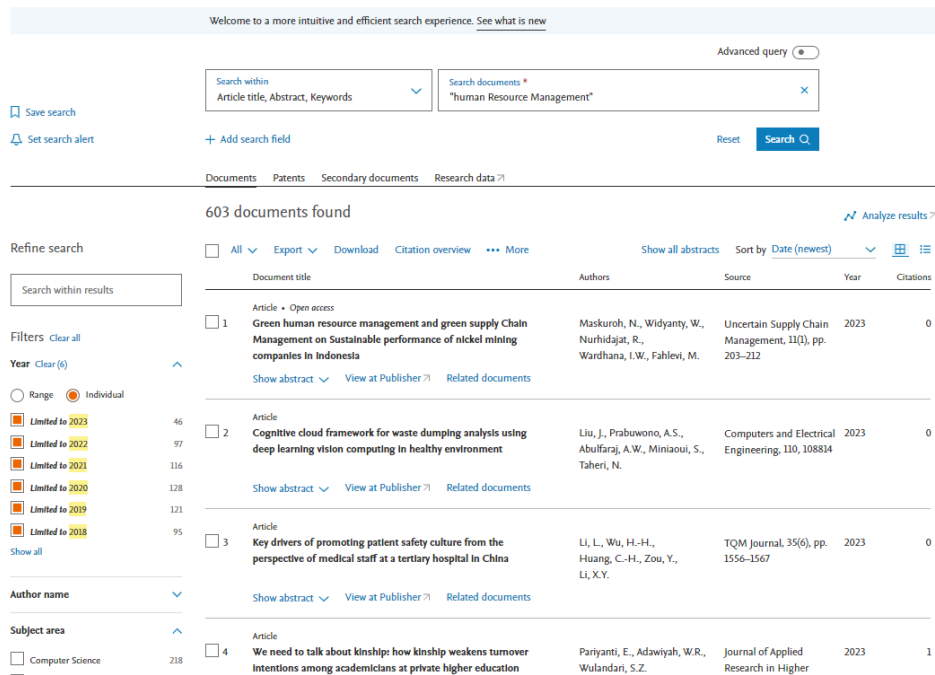 Welcome to a more intuitive and efficient search experience. See what is new
Advanced query
Search within
Article title, Abstract, Keywords
Search documents *
"human Resource Management"
Save search
Set search alert
+ Add search field
Reset
Search
Documents Patents Secondary documents Research data
603 documents found
Analyze results
Refine search
All Export Download Citation overview ••• More
Show all abstracts Sort by Date (newest)
Document title Authors Source Year Citations
Search within results
Filters Clear all
Year Clear (6)
Range Individual
Limited to 2023 46
Limited to 2022 97
Limited to 2021 116
Limited to 2020 128
Limited to 2019 121
Limited to 2018 95
Show all
Author name
Subject area
Computer Science 218
Article • Open access
1 Green human resource management and green supply Chain
Management on Sustainable performance of nickel mining
companies in Indonesia
Maskuroh, N., Widyanty, W.,
Nurhidajat, R.,
Wardhana, I.W., Fahlevi, M.
Uncertain Supply Chain
Management, 11(1), pp.
203–212
2023
0
Show abstract View at Publisher Related documents
Article
2 Cognitive cloud framework for waste dumping analysis using
deep learning vision computing in healthy environment
Liu, J., Prabuwono, A.S.,
Abulfaraj, A.W., Miniaoui, S.,
Taheri, N.
Computers and Electrical
Engineering, 110, 108814
2023
0
Show abstract View at Publisher Related documents
Article
3 Key drivers of promoting patient safety culture from the
perspective of medical staff at a tertiary hospital in China
Li, L., Wu, H.-H.,
Huang, C.-H., Zou, Y.,
Li, X.Y.
TQM Journal, 35(6), pp.
1556–1567
2023
0
Show abstract View at Publisher Related documents
Article
4 We need to talk about kinship: how kinship weakens turnover
intentions among academicians at private higher education
Pariyanti, E., Adawiyah, W.R.,
Wulandari, S.Z.
Journal of Applied
Research in Higher
2023
1